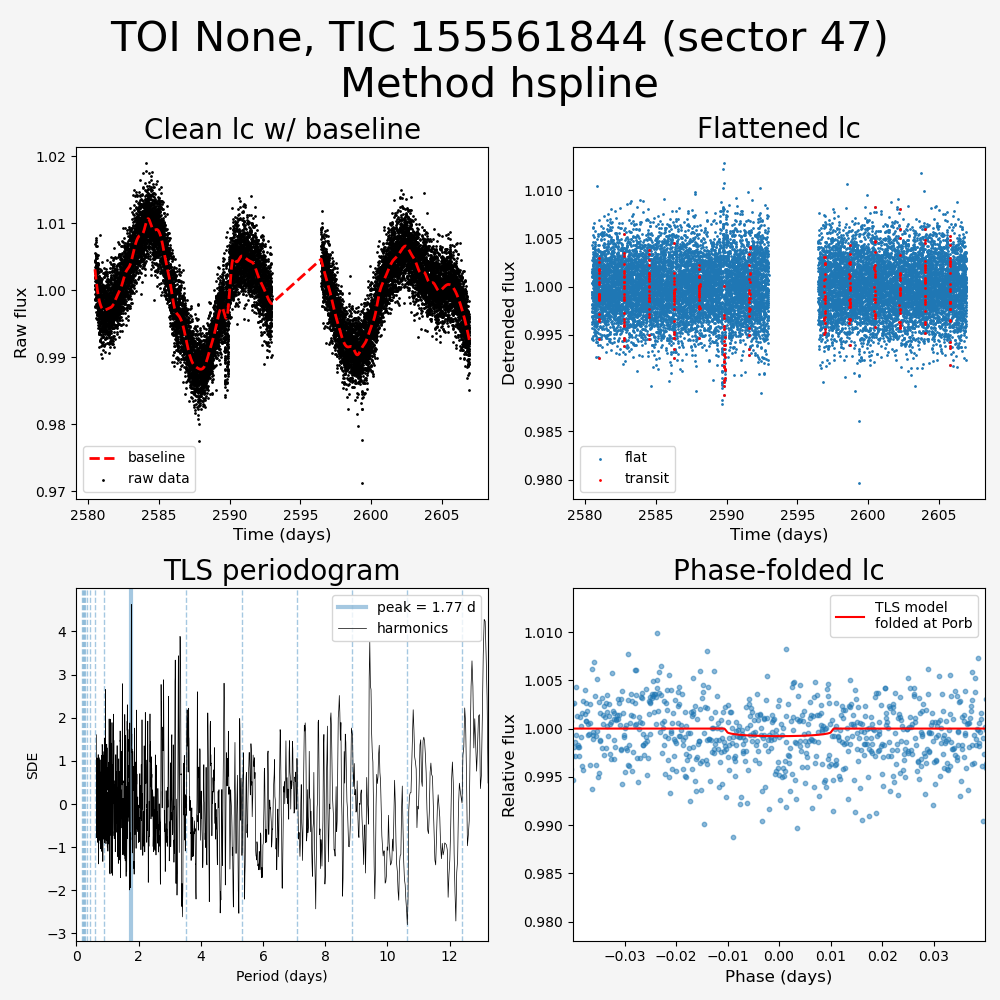 TOI None, TIC 155561844 (sector 47)
Method hspline
Clean lc w/ baseline
Raw flux
1.02
1.01
1.00
0.99
0.98
0.97
baseline
raw data
2580
2585
2590
2595
2600
2605
Time (days)
Flattened lc
Detrended flux
1.010
1.005
1.000
0.995
0.990
0.985
0.980
flat
transit
2580
2585
2590
2595
2600
2605
Time (days)
TLS periodogram
SDE
4
3
2
1
0
−1
−2
−3
peak = 1.77 d
harmonics
0
2
4
6
8
10
12
Period (days)
Phase-folded lc
Relative flux
1.010
1.005
1.000
0.995
0.990
0.985
0.980
TLS model
folded at Porb
−0.03
−0.02
−0.01
0.00
0.01
0.02
0.03
Phase (days)